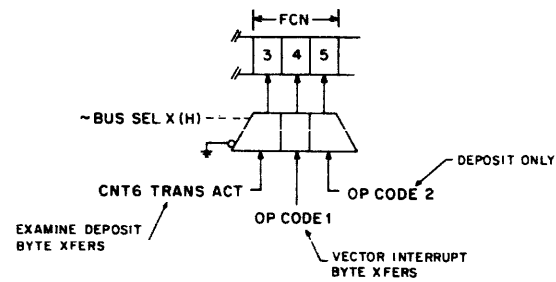 FCN
3 4 5
~BUS SEL X (H)
DEPOSIT ONLY
CNT6 TRANS ACT
OP CODE 2
EXAMINE DEPOSIT
BYTE XFERS
OP CODE 1
VECTOR INTERRUPT
BYTE XFERS